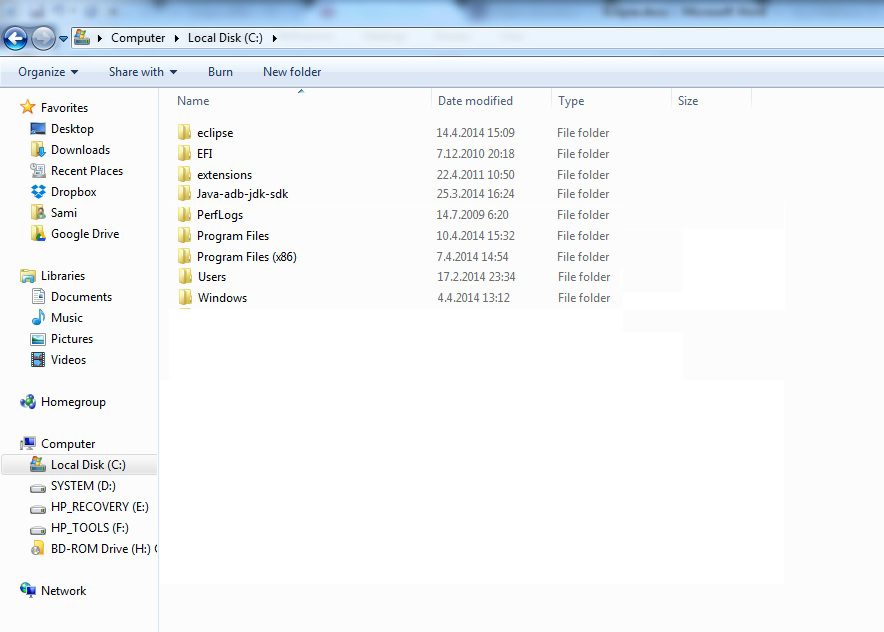 Computer Local Disk (C:)
Organize Share with Burn New folder
Name Date modified Type Size
Favorites
Desktop
Downloads
Recent Places
Dropbox
Sami
Google Drive
Libraries
Documents
Music
Pictures
Videos
Homegroup
Computer
Local Disk (C:)
SYSTEM (D:)
HP_RECOVERY (E:)
HP_TOOLS (F:)
BD-ROM Drive (H:)
Network
eclipse 14.4.2014 15:09 File folder
EFI 7.12.2010 20:18 File folder
extensions 22.4.2011 10:50 File folder
Java-adb-jdk-sdk 25.3.2014 16:24 File folder
PerfLogs 14.7.2009 6:20 File folder
Program Files 10.4.2014 15:32 File folder
Program Files (x86) 7.4.2014 14:54 File folder
Users 17.2.2014 23:34 File folder
Windows 4.4.2014 13:12 File folder